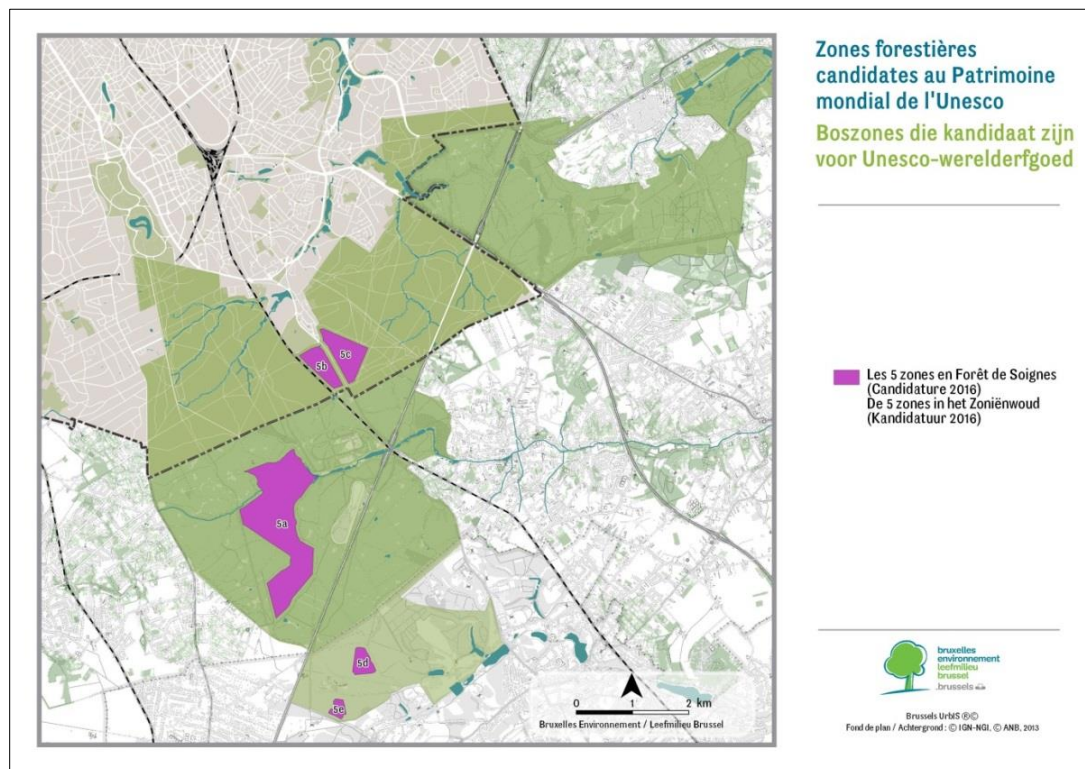 Zones forestières
candidates au Patrimoine
mondial de l'Unesco
Boszones die kandidaat zijn
voor Unesco-werelderfgoed
5c
5b
5a
5d
5e
Les 5 zones en Forêt de Soignes
(Candidature 2016)
De 5 zones in het Zoniënwoud
(Kandidatuur 2016)
0 1 2 km
Bruxelles Environnement / Leefmilieu Brussel
bruxelles
environnement
leefmilieu
brussel
.brussels
Brussels UrbIS ®©
Fond de plan / Achtergrond : © IGN-NGI, © ANB, 2013